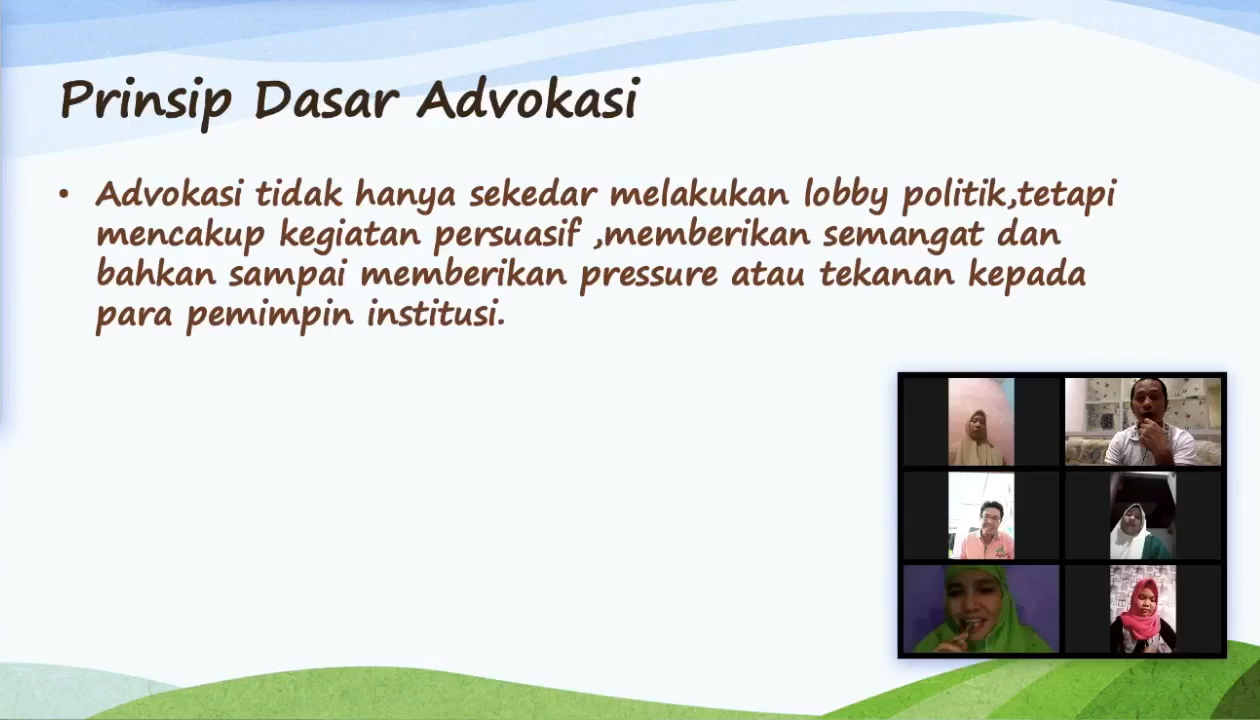 Prinsip Dasar Advokasi
• Advokasi tidak hanya sekedar melakukan lobby politik,tetapi
mencakup kegiatan persuasif ,memberikan semangat dan
bahkan sampai memberikan pressure atau tekanan kepada
para pemimpin institusi.